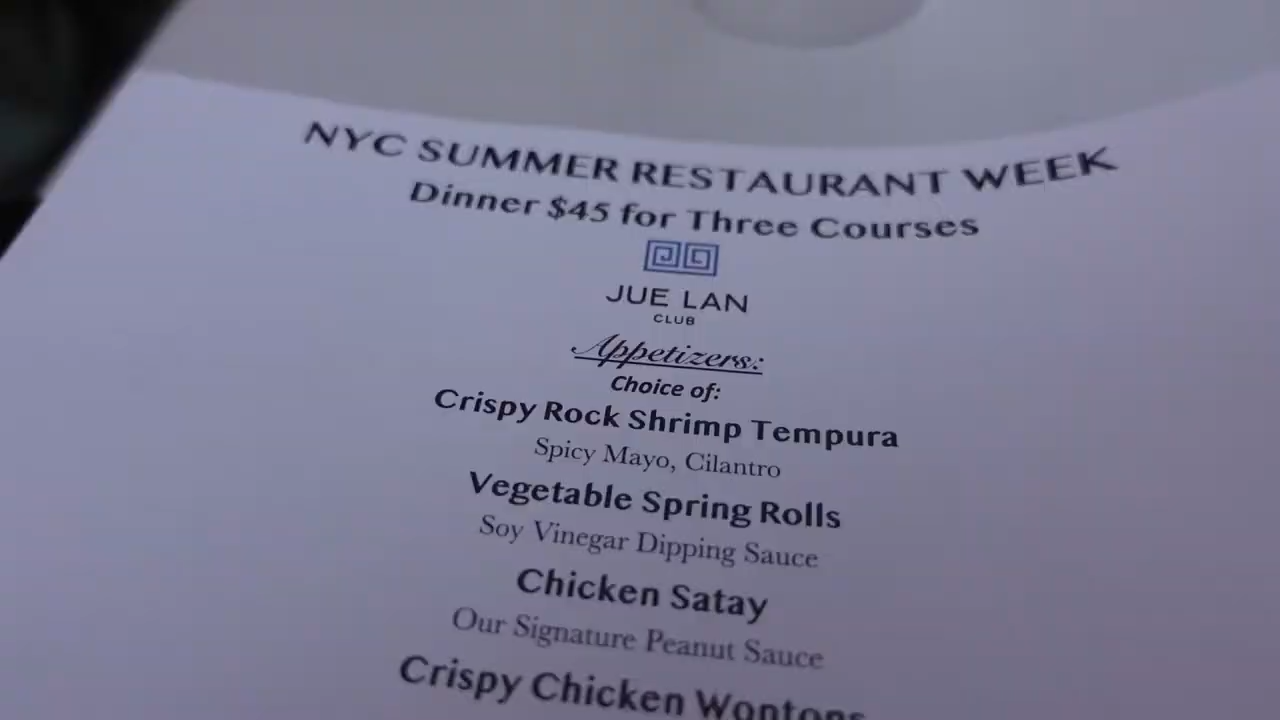 NYC SUMMER RESTAURANT WEEK
Dinner $45 for Three Courses
JUE LAN
CLUB
Appetizers:
Choice of:
Crispy Rock Shrimp Tempura
Spicy Mayo, Cilantro
Vegetable Spring Rolls
Soy Vinegar Dipping Sauce
Chicken Satay
Our Signature Peanut Sauce
Crispy Chicken Wontons